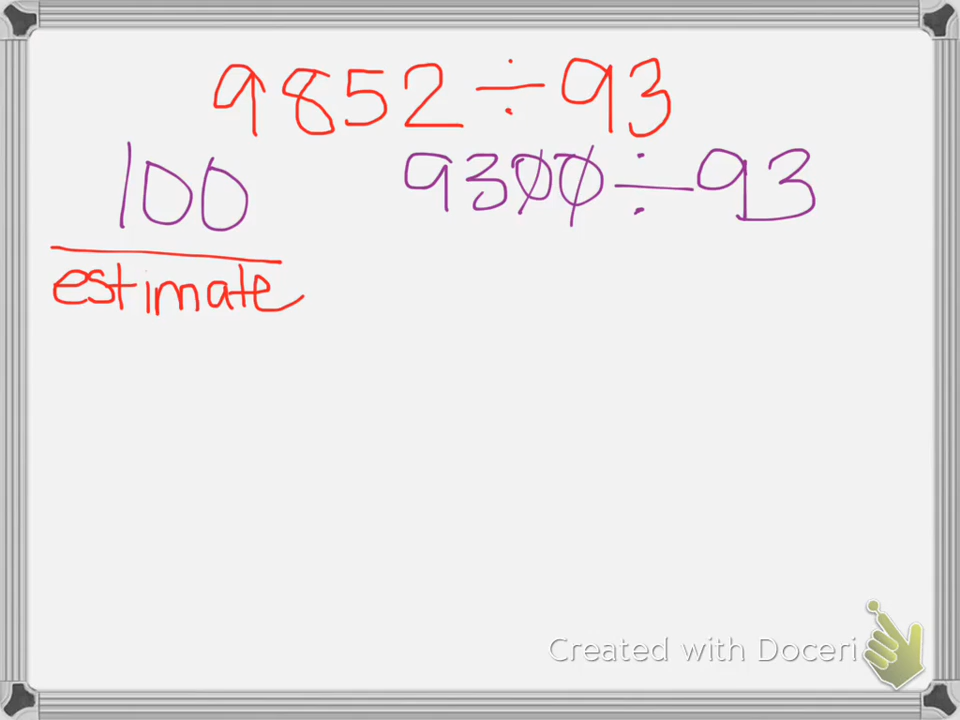 9852 ÷ 93
100 9300 ÷ 93
estimate
Created with Doceri